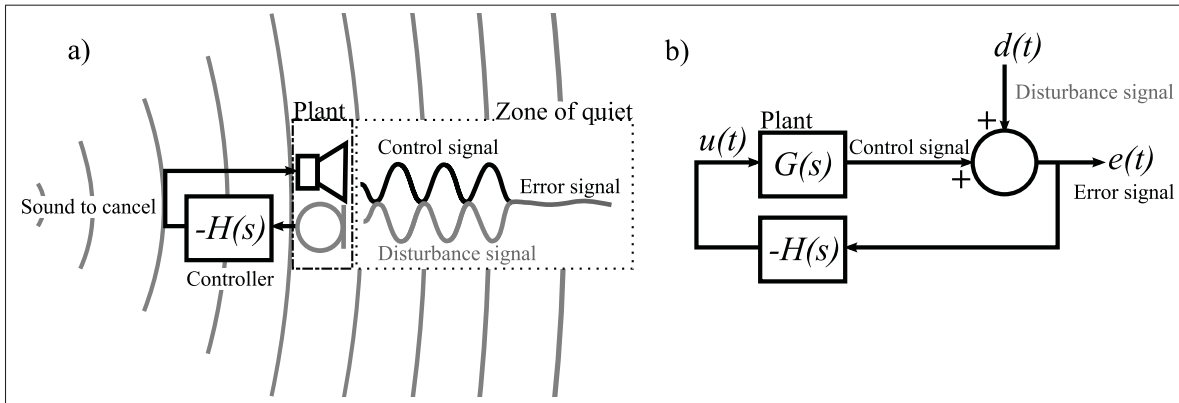 a)
Plant
Zone of quiet
Control signal
Error signal
Sound to cancel
-H(s)
Disturbance signal
Controller
b)
d(t)
Disturbance signal
Plant
u(t)
G(s)
Control signal
+
+
e(t)
Error signal
-H(s)